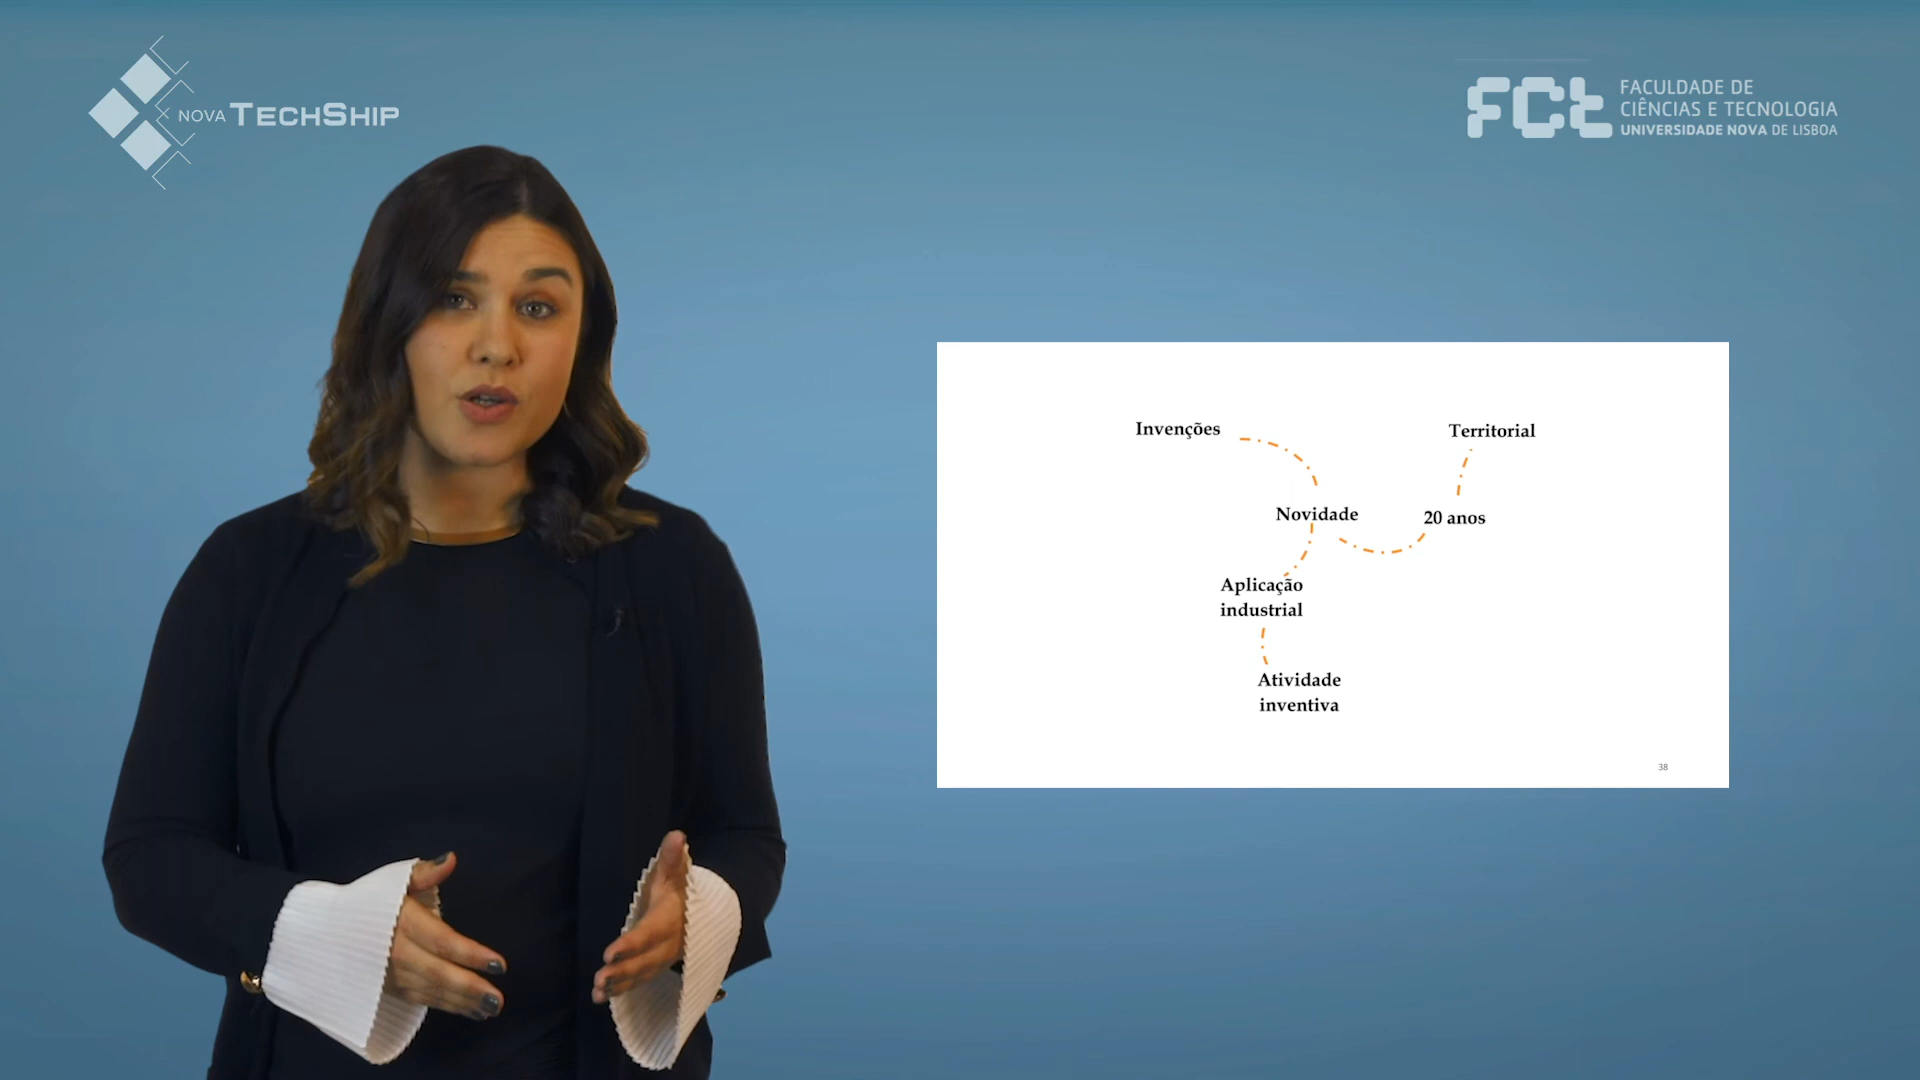 NOVA TECHSHIP
FACULDADE DE
CIÊNCIAS E TECNOLOGIA
UNIVERSIDADE NOVA DE LISBOA
FCt
Invenções
Territorial
Novidade
20 anos
Aplicação
industrial
Atividade
inventiva
38